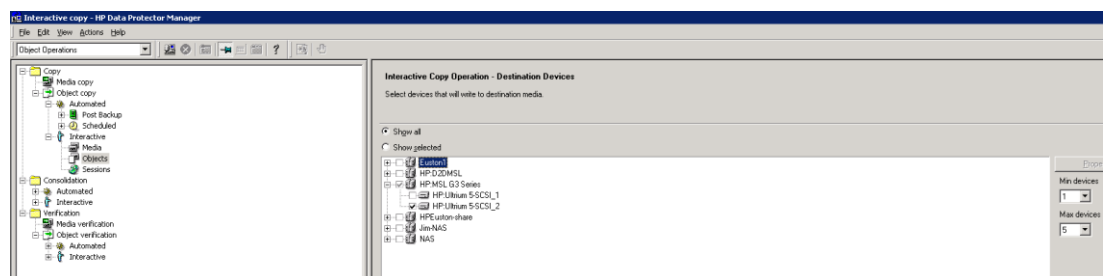 Interactive copy - HP Data Protector Manager
File Edit View Actions Help
Object Operations
Copy
Media copy
Object copy
Automated
Post Backup
Scheduled
Interactive
Media
Objects
Sessions
Consolidation
Automated
Interactive
Verification
Media verification
Object verification
Automated
Interactive
Interactive Copy Operation - Destination Devices
Select devices that will write to destination media.
Show all
Show selected
Euston1
HP:D2DMSL
HP:MSL G3 Series
HP:Ultrium 5-SCSI_1
HP:Ultrium 5-SCSI_2
HPEuston-share
Jim-NAS
NAS
Prope
Min devices
1
Max devices
5